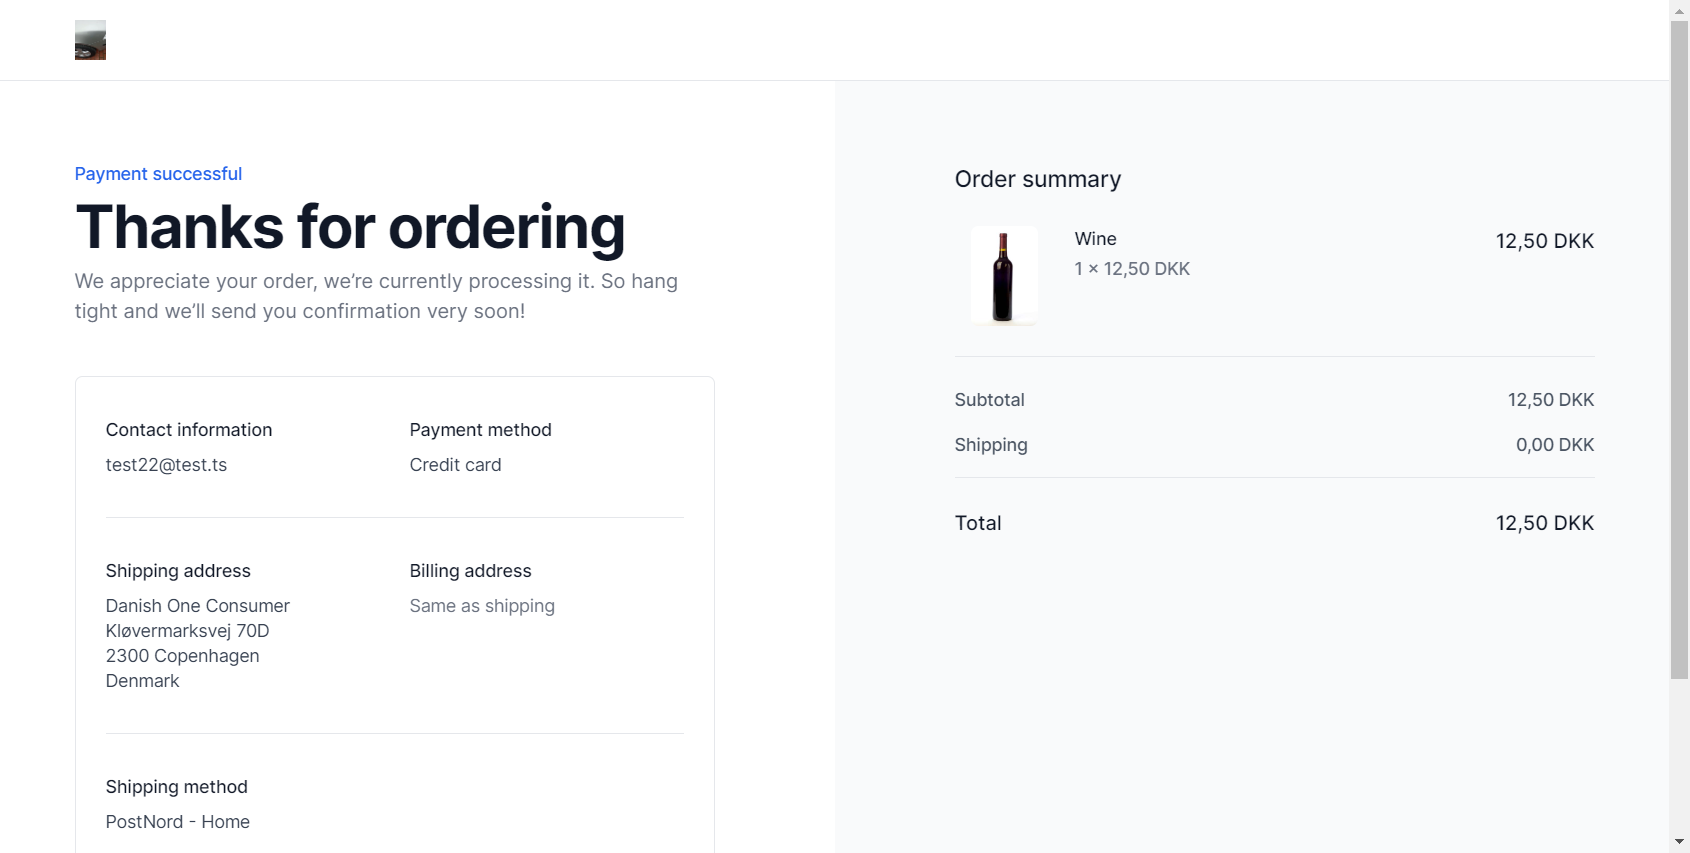 Payment successful
Thanks for ordering
We appreciate your order, we’re currently processing it. So hang
tight and we’ll send you confirmation very soon!
Contact information
test22@test.ts
Payment method
Credit card
Shipping address
Danish One Consumer
Kløvermarksvej 70D
2300 Copenhagen
Denmark
Billing address
Same as shipping
Shipping method
PostNord - Home
Order summary
Wine
1 × 12,50 DKK
12,50 DKK
Subtotal
12,50 DKK
Shipping
0,00 DKK
Total
12,50 DKK